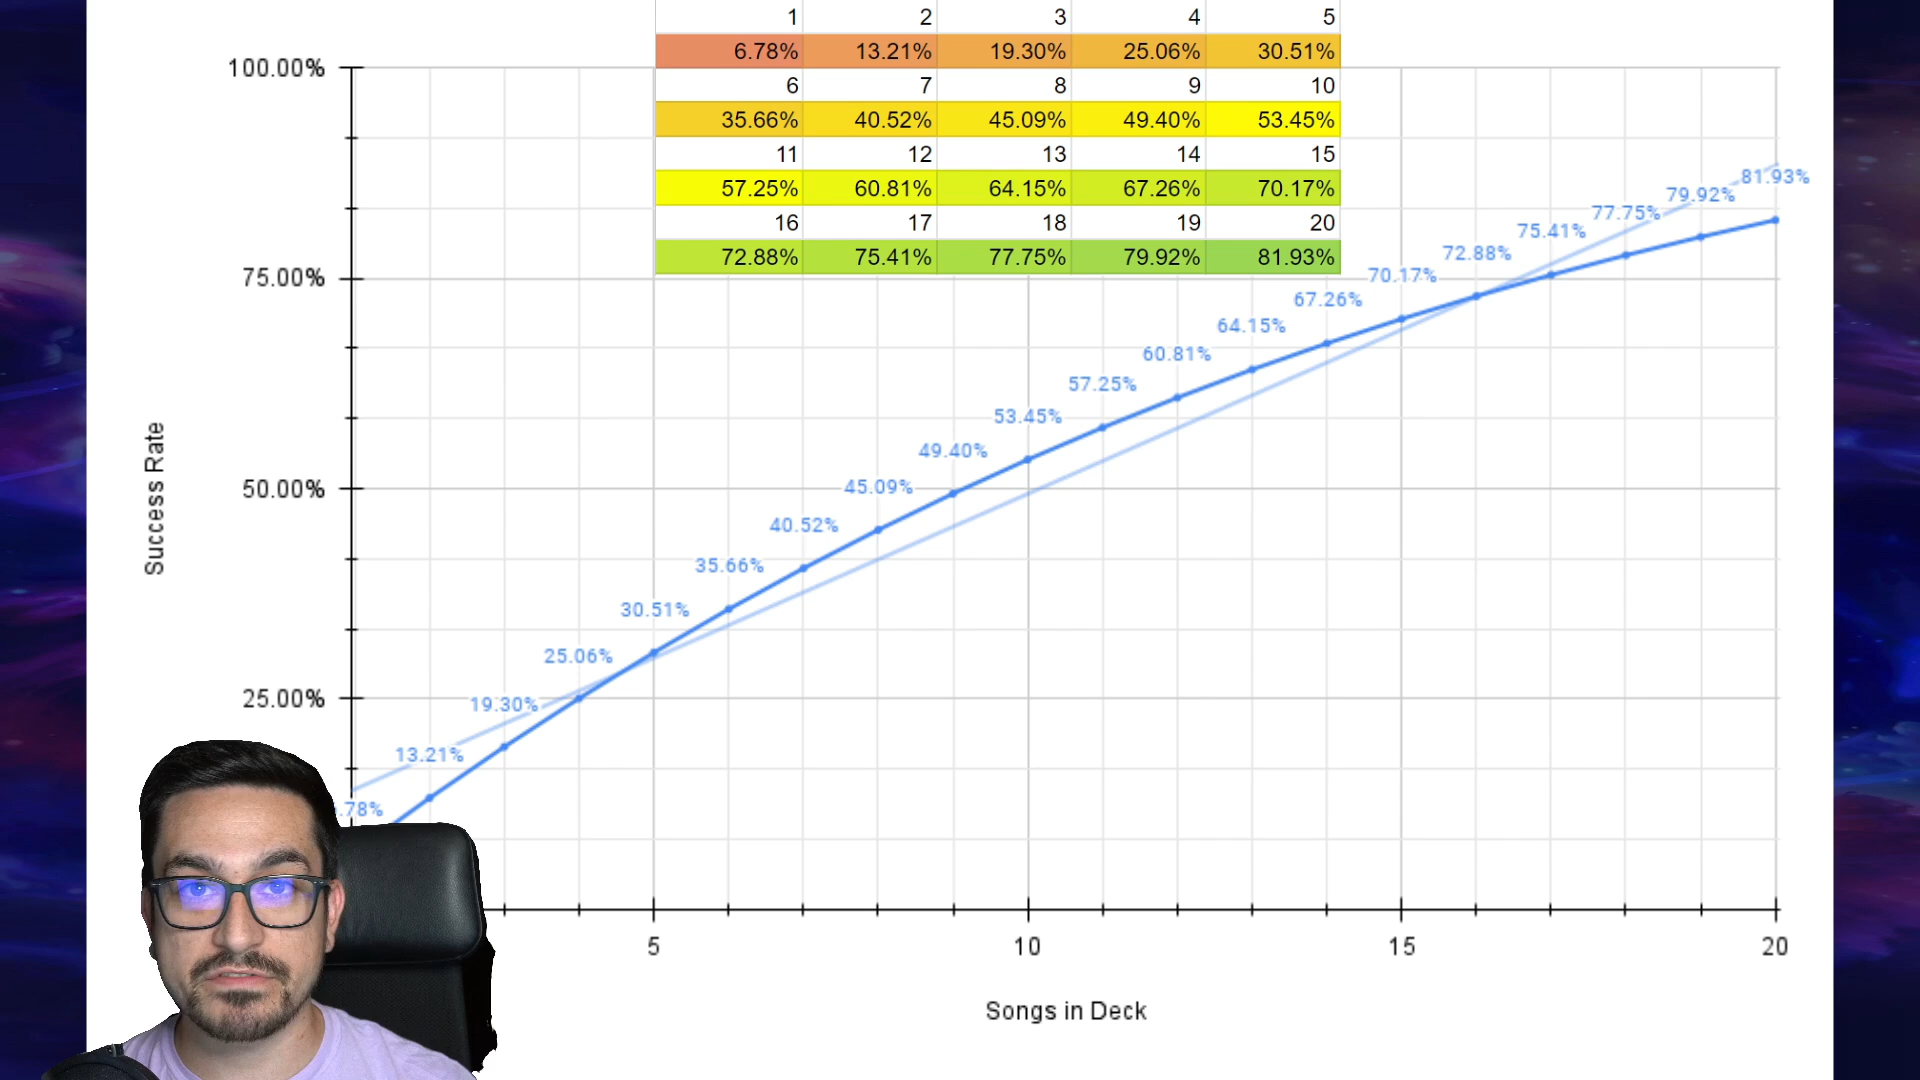 1 2 3 4 5
6.78% 13.21% 19.30% 25.06% 30.51%
6 7 8 9 10
35.66% 40.52% 45.09% 49.40% 53.45%
11 12 13 14 15
57.25% 60.81% 64.15% 67.26% 70.17%
16 17 18 19 20
72.88% 75.41% 77.75% 79.92% 81.93%
100.00%
75.00%
50.00%
25.00%
Success Rate
.78%
13.21%
19.30%
25.06%
30.51%
35.66%
40.52%
45.09%
49.40%
53.45%
57.25%
60.81%
64.15%
67.26%
70.17%
72.88%
75.41%
77.75%
79.92%
81.93%
5 10 15 20
Songs in Deck